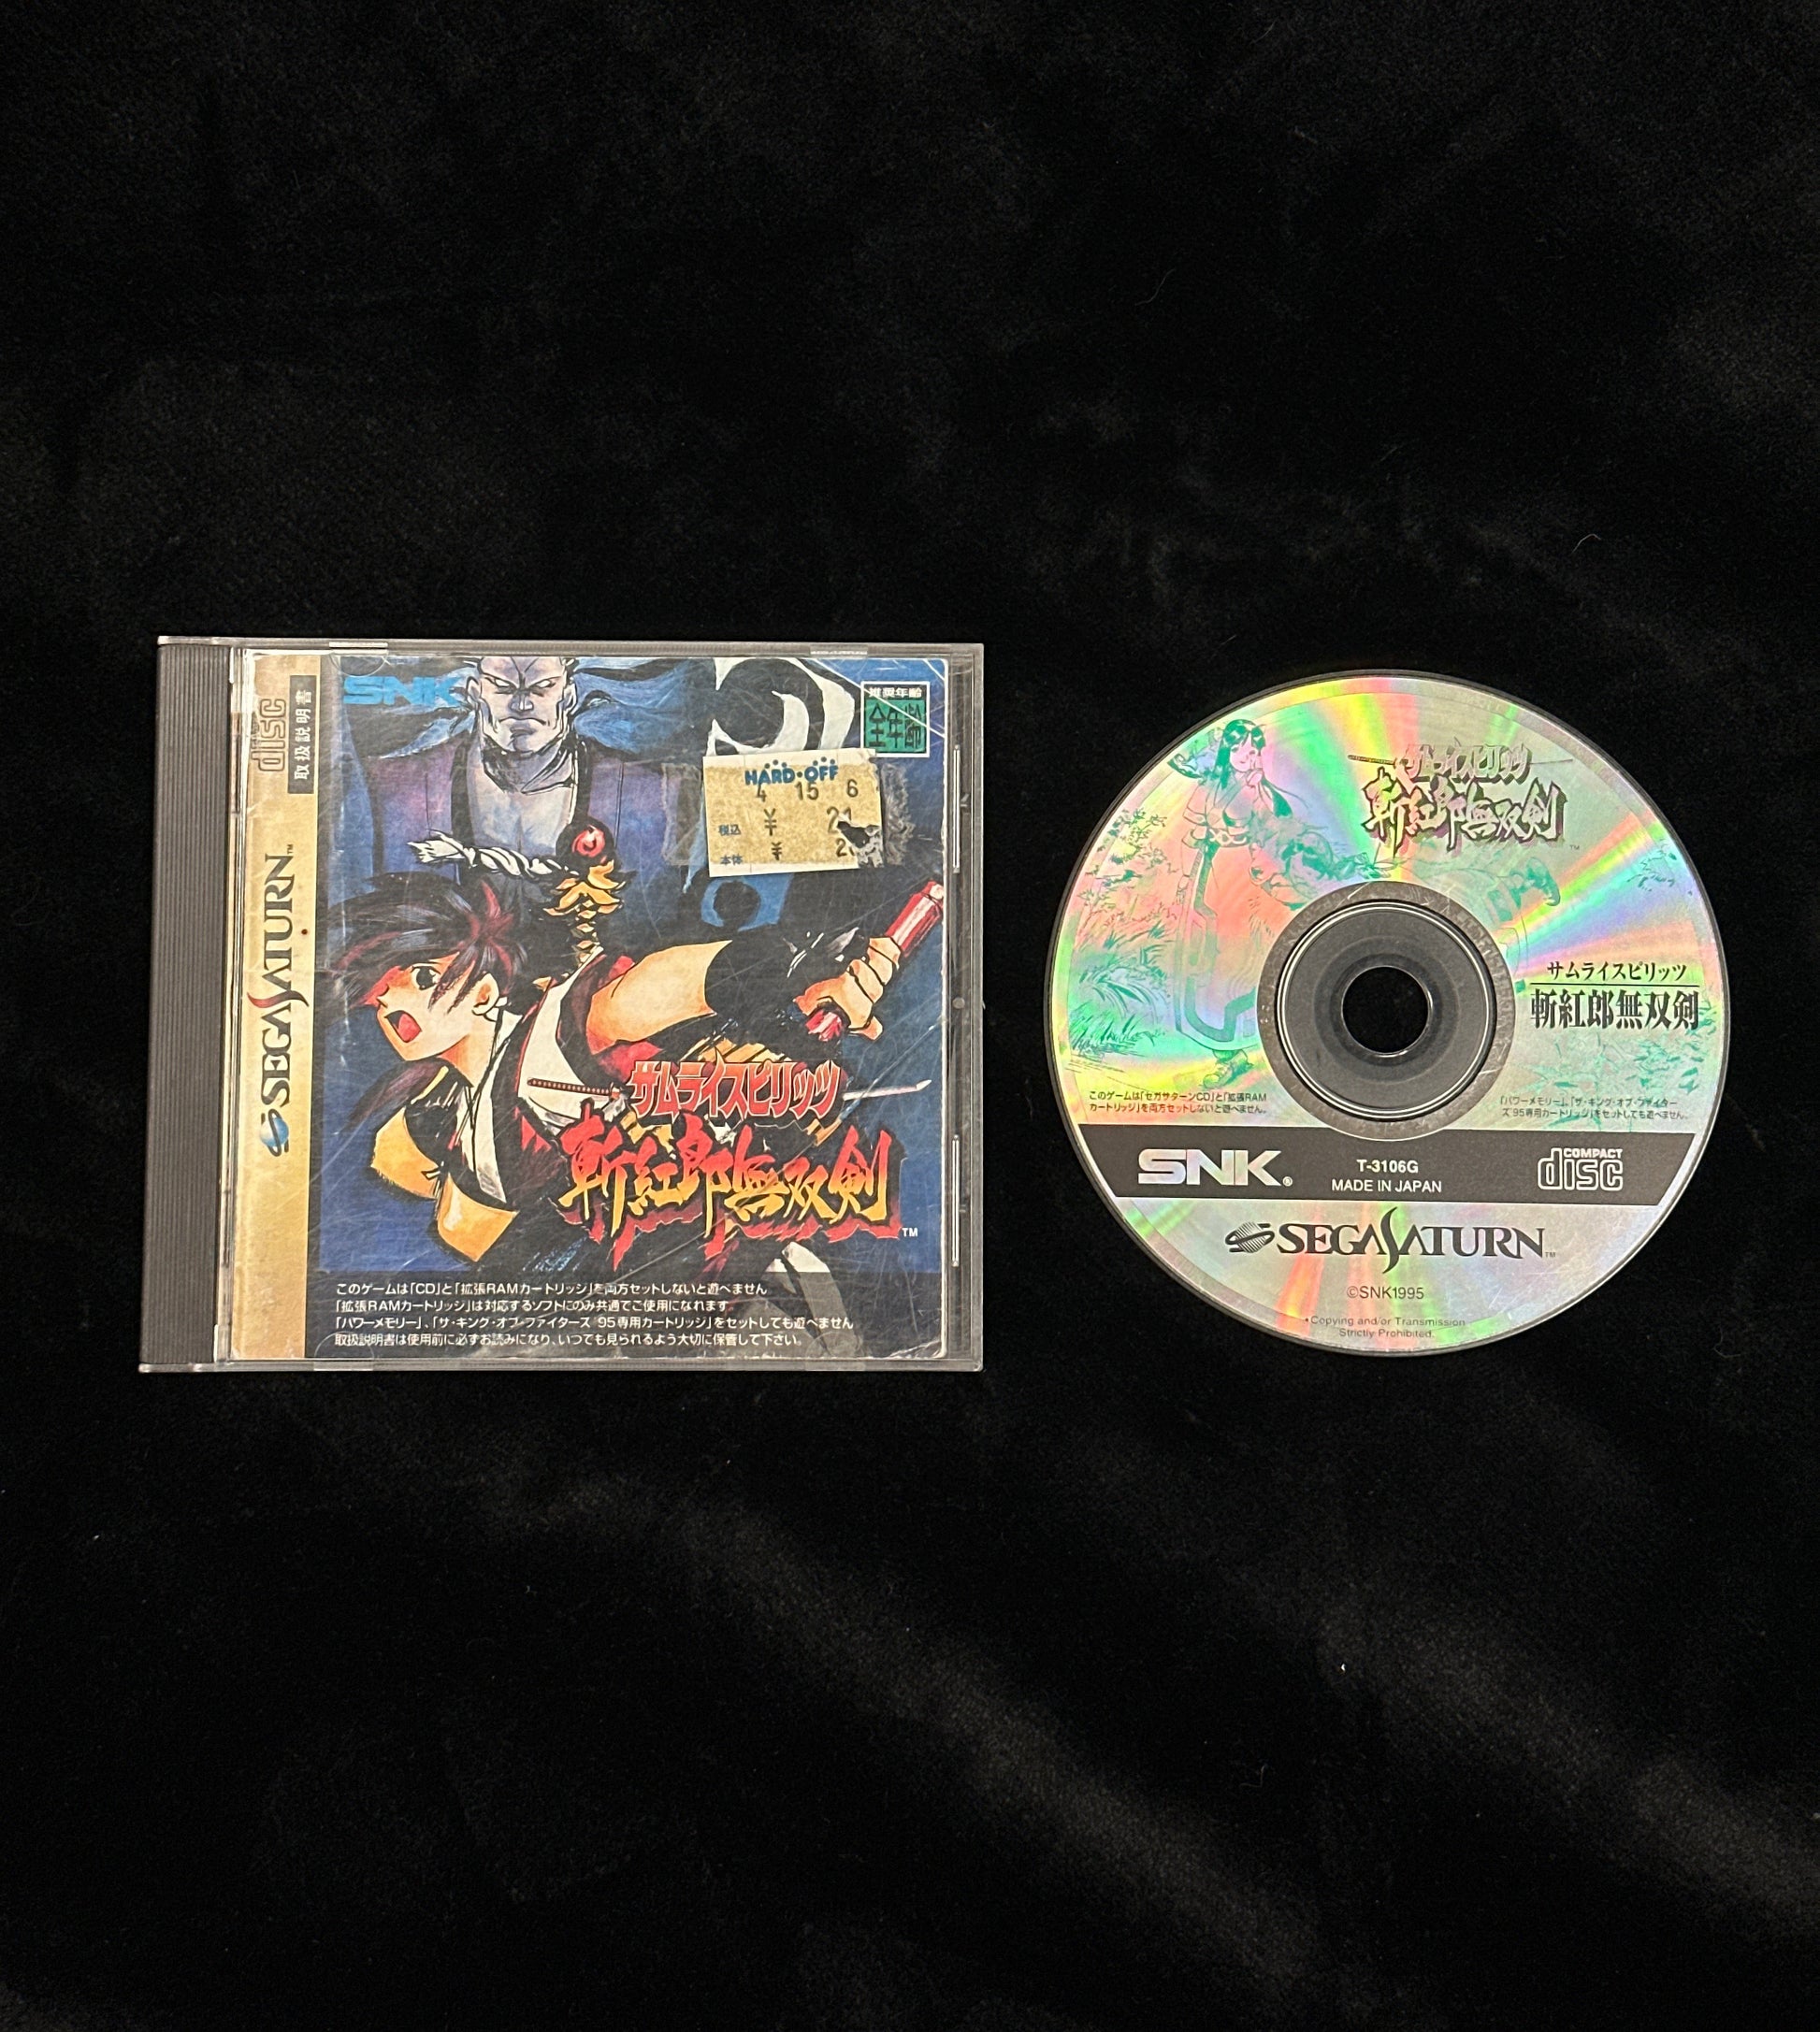 COMPACT disc
取扱説明書
SEGA SATURN™
SNK
推奨年齢
全年齢
HARD・OFF
4 15 6
税込 ¥
本体 ¥
サムライスピリッツ
斬紅郎無双剣
™
このゲームは「CD」と「拡張RAMカートリッジ」を両方セットしないと遊べません
「拡張RAMカートリッジ」は対応するソフトにのみ共通でご使用になれます
「パワーメモリー」、「ザ・キング・オブ・ファイターズ'95専用カートリッジ」をセットしても遊べません
取扱説明書は使用前に必ずお読みになり、いつでも見られるよう大切に保管して下さい。
サムライスピリッツ
斬紅郎無双剣™
サムライスピリッツ
斬紅郎無双剣
このゲームは「セガサターンCD」と「拡張RAM
カートリッジ」を両方セットしないと遊べません。
「パワーメモリー」、「ザ・キング・オブ・ファイター
ズ'95専用カートリッジ」をセットしても遊べません。
SNK®
T-3106G
MADE IN JAPAN
COMPACT disc
SEGA SATURN™
©SNK1995
•Copying and/or Transmission
Strictly Prohibited.